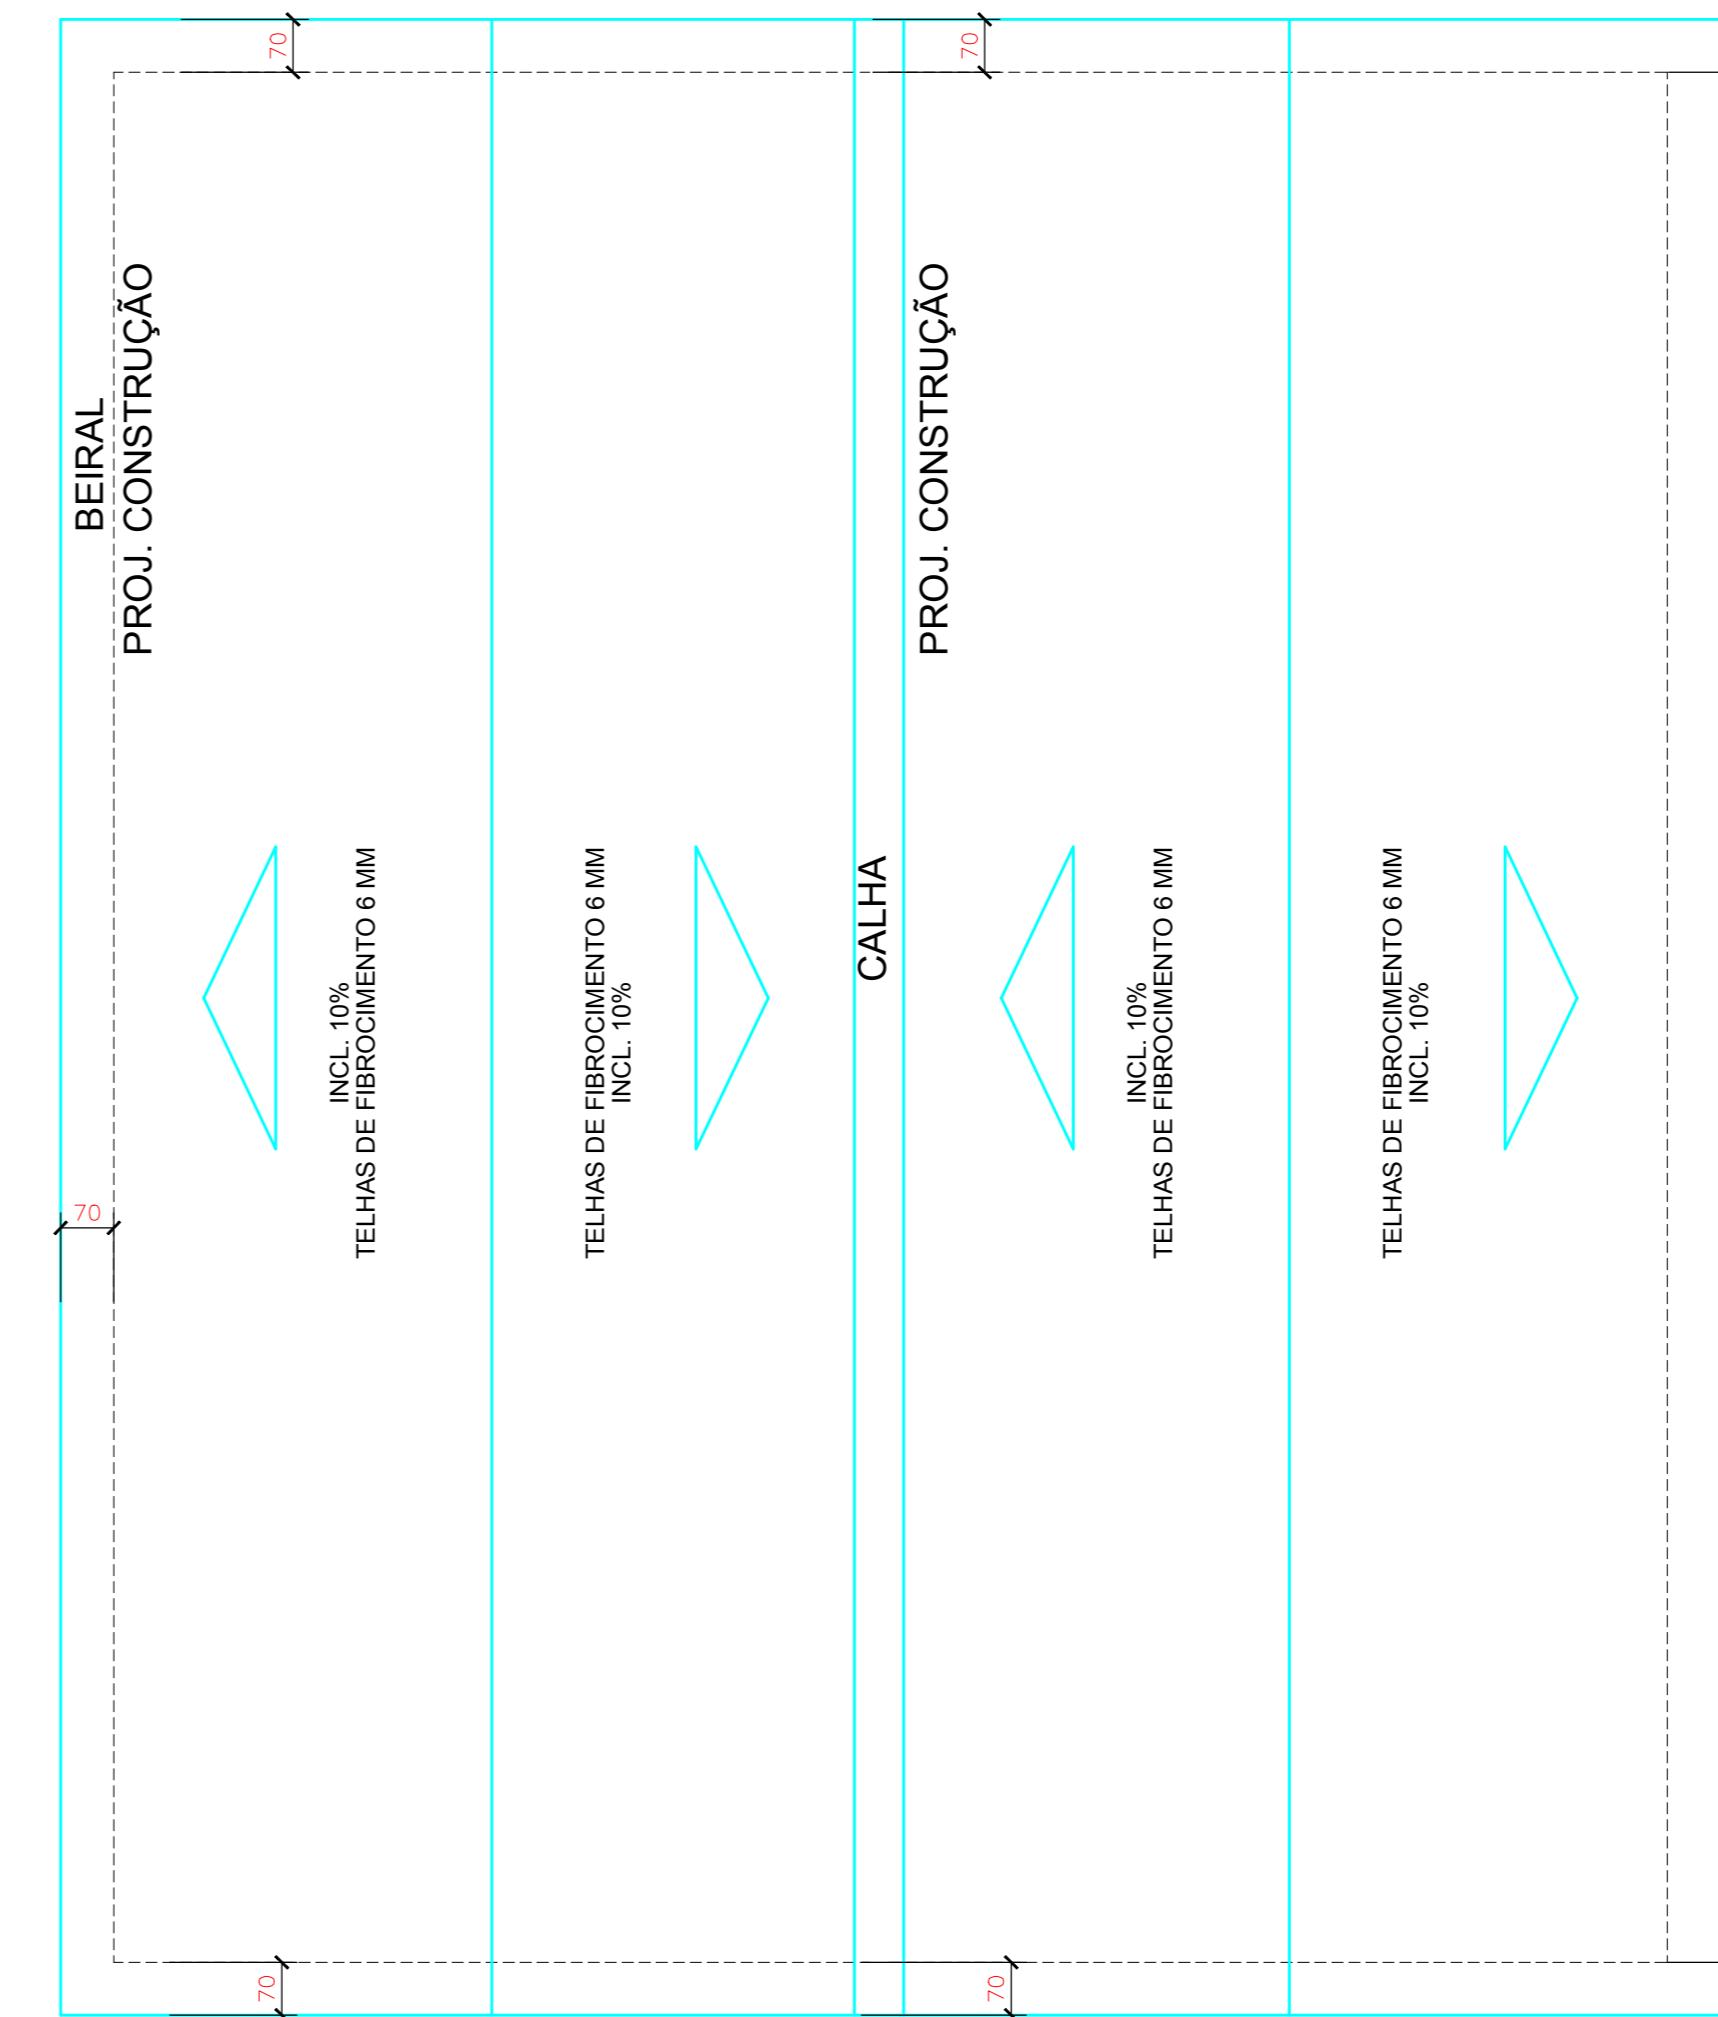 70
70
BEIRAL
PROJ. CONSTRUÇÃO
PROJ. CONSTRUÇÃO
INCL. 10%
TELHAS DE FIBROCIMENTO 6 MM
TELHAS DE FIBROCIMENTO 6 MM
INCL. 10%
CALHA
INCL. 10%
TELHAS DE FIBROCIMENTO 6 MM
TELHAS DE FIBROCIMENTO 6 MM
INCL. 10%
70
70
70